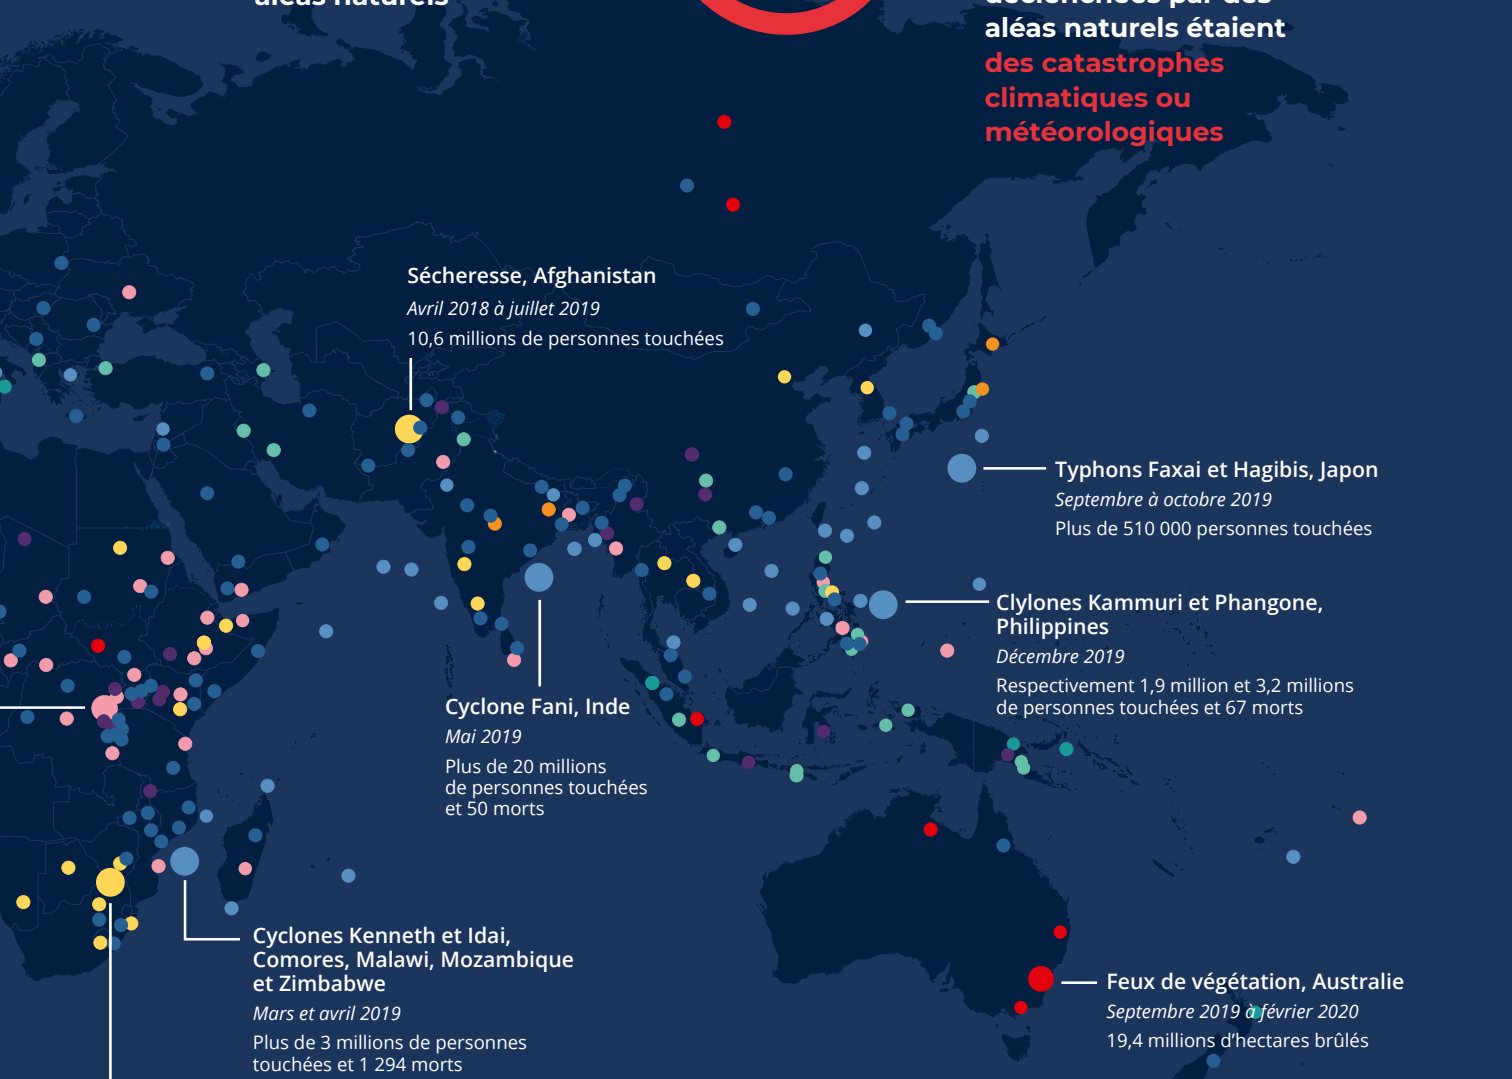 aléas naturels
déclenchées par des
aléas naturels étaient
des catastrophes
climatiques ou
météorologiques
Sécheresse, Afghanistan
Avril 2018 à juillet 2019
10,6 millions de personnes touchées
Typhons Faxai et Hagibis, Japon
Septembre à octobre 2019
Plus de 510 000 personnes touchées
Clylones Kammuri et Phangone,
Philippines
Décembre 2019
Respectivement 1,9 million et 3,2 millions
de personnes touchées et 67 morts
Cyclone Fani, Inde
Mai 2019
Plus de 20 millions
de personnes touchées
et 50 morts
Cyclones Kenneth et Idai,
Comores, Malawi, Mozambique
et Zimbabwe
Mars et avril 2019
Plus de 3 millions de personnes
touchées et 1 294 morts
Feux de végétation, Australie
Septembre 2019 à février 2020
19,4 millions d’hectares brûlés